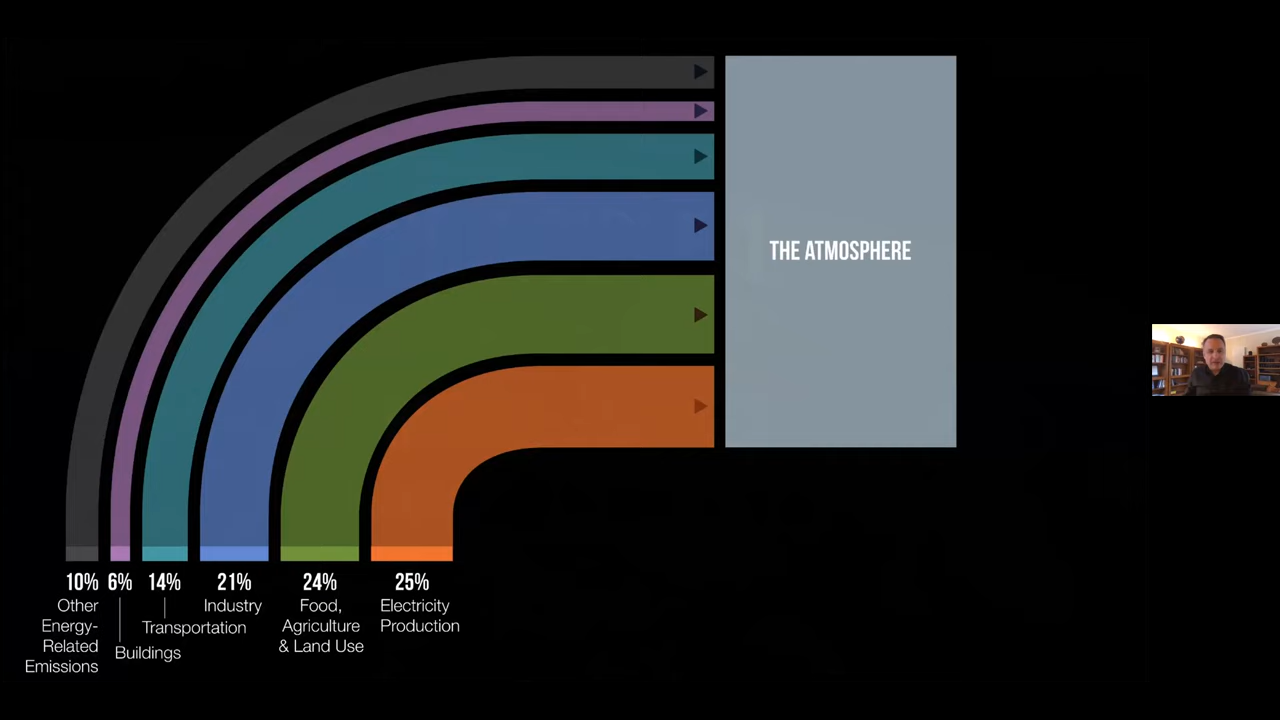 THE ATMOSPHERE
10%
Other
Energy-
Related
Emissions
6%
Buildings
14%
Transportation
21%
Industry
24%
Food,
Agriculture
& Land Use
25%
Electricity
Production